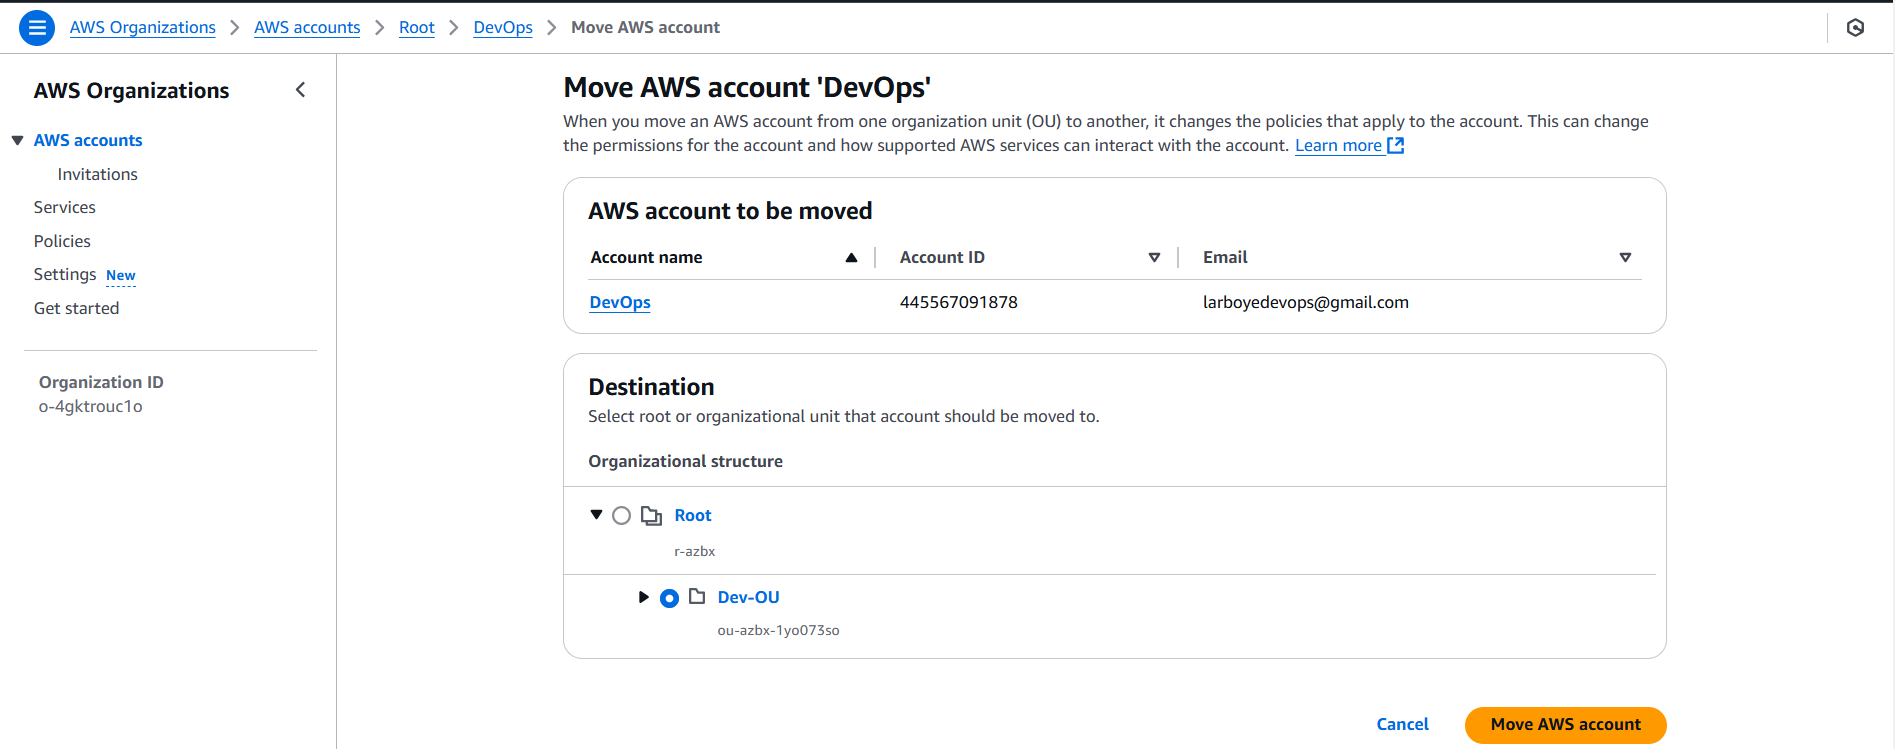 AWS Organizations > AWS accounts > Root > DevOps > Move AWS account
AWS Organizations
AWS accounts
Invitations
Services
Policies
Settings New
Get started
Organization ID
o-4gktrouc1o
Move AWS account 'DevOps'
When you move an AWS account from one organization unit (OU) to another, it changes the policies that apply to the account. This can change
the permissions for the account and how supported AWS services can interact with the account. Learn more
AWS account to be moved
Account name Account ID Email
DevOps 445567091878 larboyedevops@gmail.com
Destination
Select root or organizational unit that account should be moved to.
Organizational structure
Root
r-azbx
Dev-OU
ou-azbx-1yo073so
Cancel Move AWS account